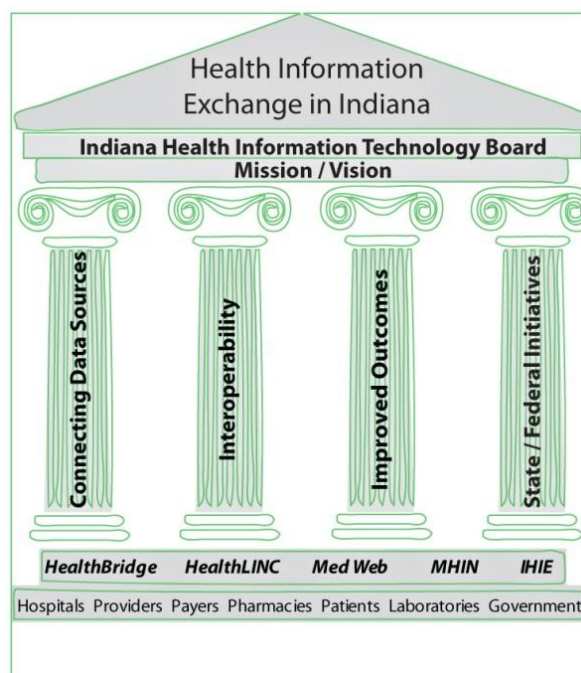 Health Information
Exchange in Indiana
Indiana Health Information Technology Board
Mission / Vision
Connecting Data Sources
Interoperability
Improved Outcomes
State / Federal Initiatives
HealthBridge HealthLINC Med Web MHIN IHIE
Hospitals Providers Payers Pharmacies Patients Laboratories Government